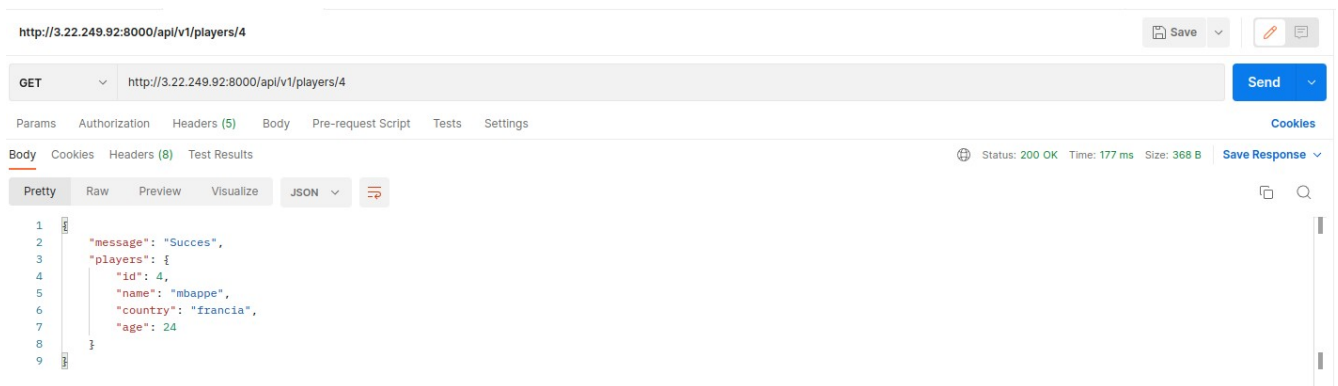 http://3.22.249.92:8000/api/v1/players/4 Save
GET http://3.22.249.92:8000/api/v1/players/4 Send
Params Authorization Headers (5) Body Pre-request Script Tests Settings Cookies
Body Cookies Headers (8) Test Results Status: 200 OK Time: 177 ms Size: 368 B Save Response
Pretty Raw Preview Visualize JSON
1 {
2 "message": "Succes",
3 "players": {
4 "id": 4,
5 "name": "mbappe",
6 "country": "francia",
7 "age": 24
8 }
9 }